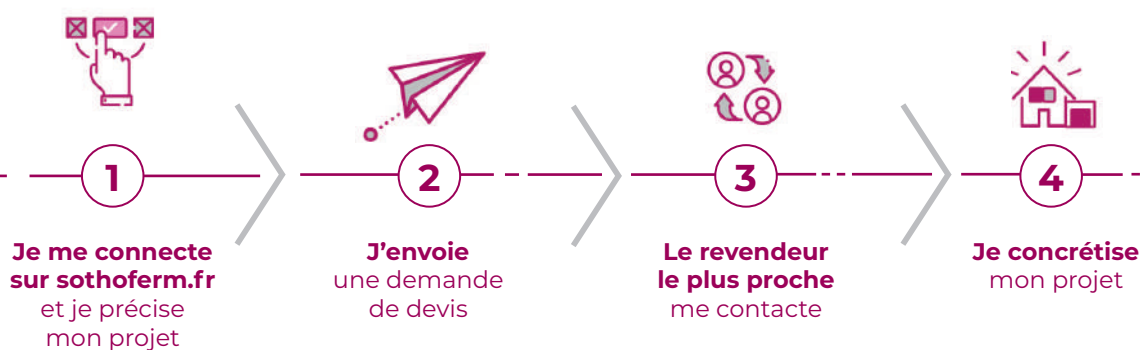 1
Je me connecte
sur sothoferm.fr
et je précise
mon projet
2
J’envoie
une demande
de devis
3
Le revendeur
le plus proche
me contacte
4
Je concrétise
mon projet